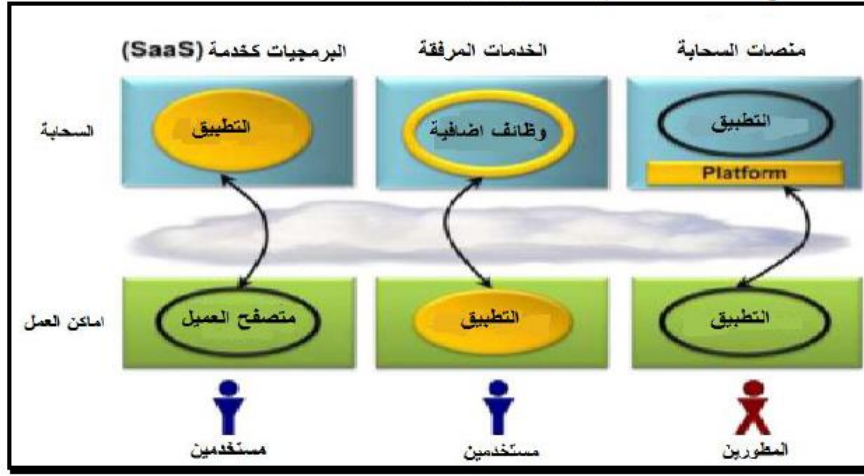 منصات السحابة
الخدمات المرفقة
البرمجيات كخدمة (SaaS)
السحابة
التطبيق
وظائف اضافية
التطبيق
Platform
اماكن العمل
التطبيق
التطبيق
متصفح العميل
المطورين
مستخدمين
مستخدمين